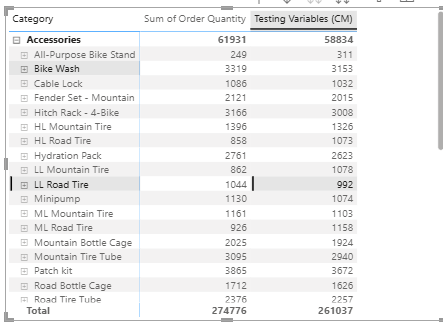 Category Sum of Order Quantity Testing Variables (CM)
Accessories 61931 58834
All-Purpose Bike Stand 249 311
Bike Wash 3319 3153
Cable Lock 1086 1032
Fender Set - Mountain 2121 2015
Hitch Rack - 4-Bike 3166 3008
HL Mountain Tire 1396 1326
HL Road Tire 858 1073
Hydration Pack 2761 2623
LL Mountain Tire 862 1078
LL Road Tire 1044 992
Minipump 1130 1074
ML Mountain Tire 1161 1103
ML Road Tire 926 1158
Mountain Bottle Cage 2025 1924
Mountain Tire Tube 3095 2940
Patch kit 3865 3672
Road Bottle Cage 1712 1626
Road Tire Tube 2376 2257
Total 274776 261037